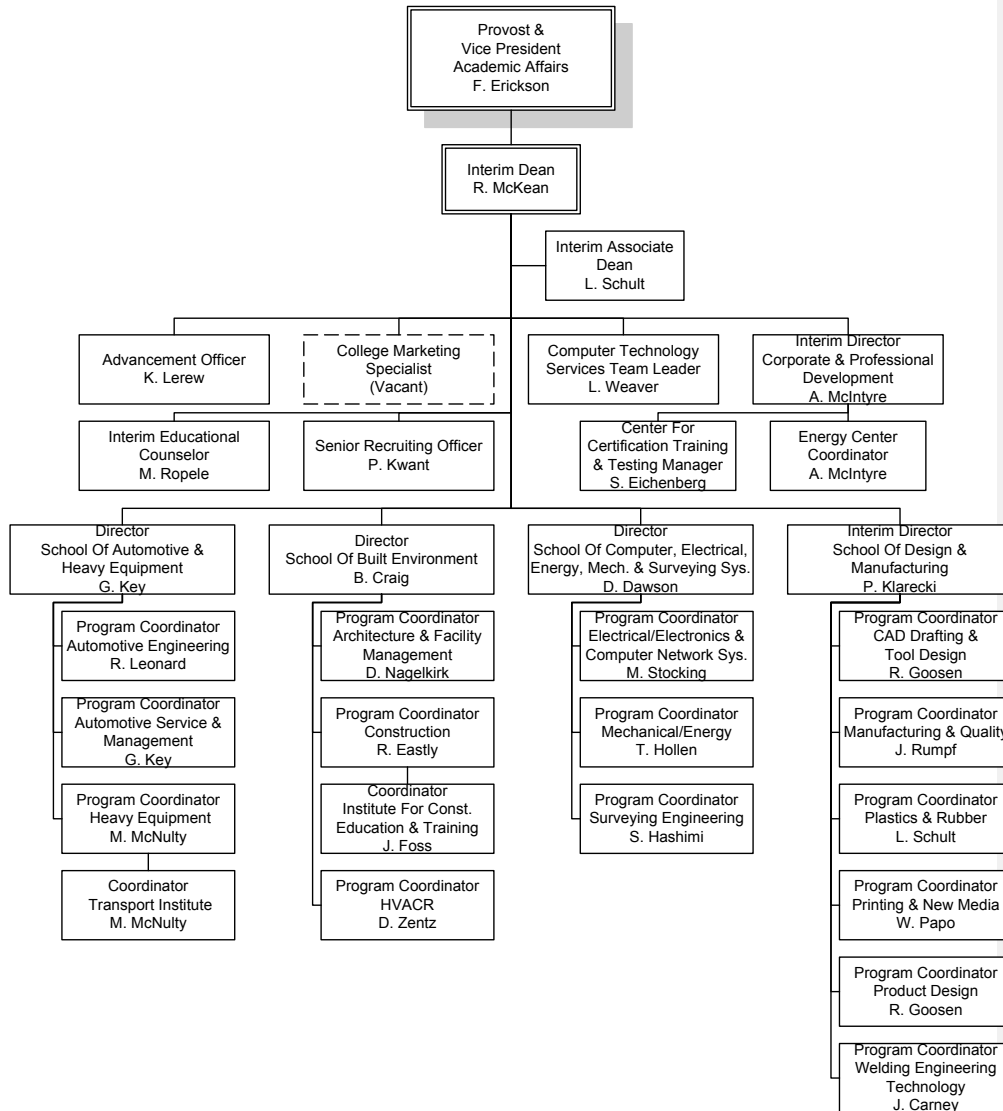 Provost &
Vice President
Academic Affairs
F. Erickson
Interim Dean
R. McKean
Interim Associate
Dean
L. Schult
Advancement Officer
K. Lerew
College Marketing
Specialist
(Vacant)
Computer Technology
Services Team Leader
L. Weaver
Interim Director
Corporate & Professional
Development
A. McIntyre
Interim Educational
Counselor
M. Ropele
Senior Recruiting Officer
P. Kwant
Center For
Certification Training
& Testing Manager
S. Eichenberg
Energy Center
Coordinator
A. McIntyre
Director
School Of Automotive &
Heavy Equipment
G. Key
Director
School Of Built Environment
B. Craig
Director
School Of Computer, Electrical,
Energy, Mech. & Surveying Sys.
D. Dawson
Interim Director
School Of Design &
Manufacturing
P. Klarecki
Program Coordinator
Automotive Engineering
R. Leonard
Program Coordinator
Automotive Service &
Management
G. Key
Program Coordinator
Heavy Equipment
M. McNulty
Coordinator
Transport Institute
M. McNulty
Program Coordinator
Architecture & Facility
Management
D. Nagelkirk
Program Coordinator
Construction
R. Eastly
Coordinator
Institute For Const.
Education & Training
J. Foss
Program Coordinator
HVACR
D. Zentz
Program Coordinator
Electrical/Electronics &
Computer Network Sys.
M. Stocking
Program Coordinator
Mechanical/Energy
T. Hollen
Program Coordinator
Surveying Engineering
S. Hashimi
Program Coordinator
CAD Drafting &
Tool Design
R. Goosen
Program Coordinator
Manufacturing & Quality
J. Rumpf
Program Coordinator
Plastics & Rubber
L. Schult
Program Coordinator
Printing & New Media
W. Papo
Program Coordinator
Product Design
R. Goosen
Program Coordinator
Welding Engineering
Technology
J. Carney